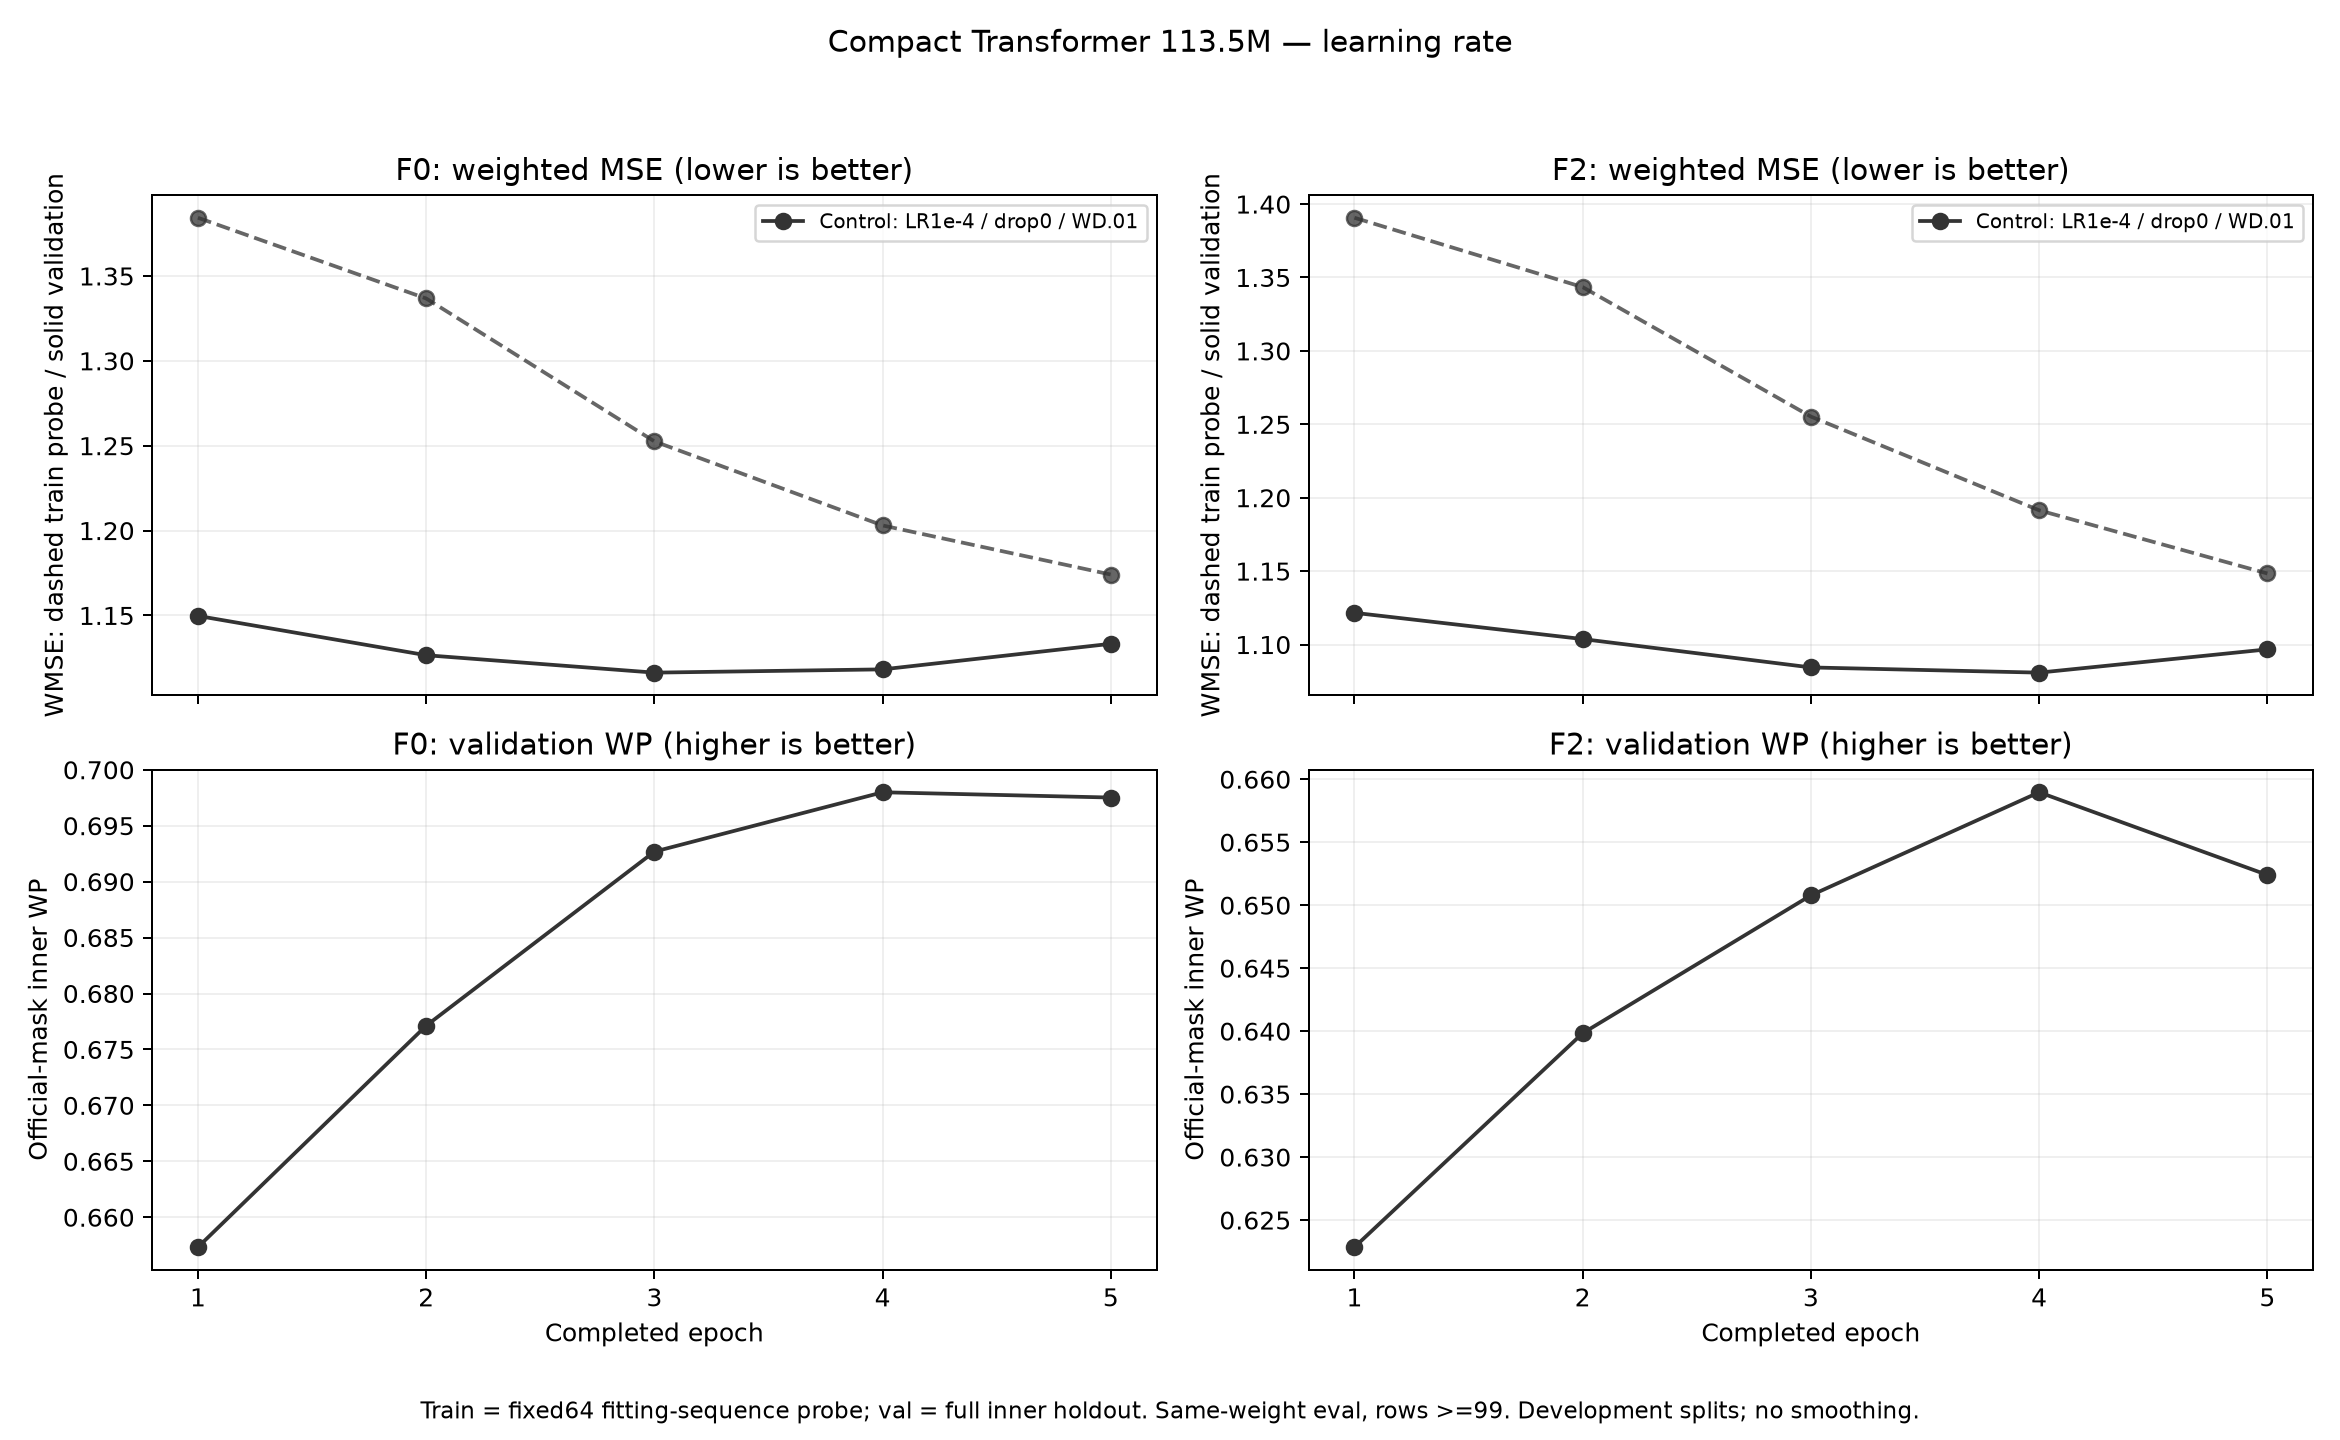 Compact Transformer 113.5M — learning rate
F0: weighted MSE (lower is better)
WMSE: dashed train probe / solid validation
1.35
1.30
1.25
1.20
1.15
Control: LR1e-4 / drop0 / WD.01
F2: weighted MSE (lower is better)
WMSE: dashed train probe / solid validation
1.40
1.35
1.30
1.25
1.20
1.15
1.10
Control: LR1e-4 / drop0 / WD.01
F0: validation WP (higher is better)
Official-mask inner WP
0.700
0.695
0.690
0.685
0.680
0.675
0.670
0.665
0.660
1 2 3 4 5
Completed epoch
F2: validation WP (higher is better)
Official-mask inner WP
0.660
0.655
0.650
0.645
0.640
0.635
0.630
0.625
1 2 3 4 5
Completed epoch
Train = fixed64 fitting-sequence probe; val = full inner holdout. Same-weight eval, rows >=99. Development splits; no smoothing.